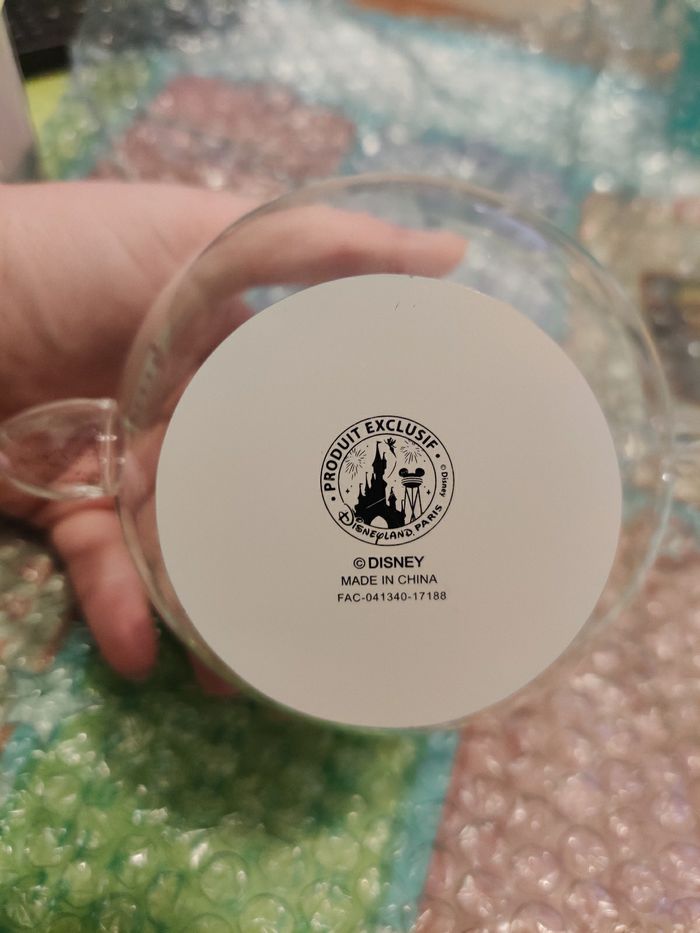 PRODUIT EXCLUSIF
©Disney
DISNEYLAND PARIS
©DISNEY
MADE IN CHINA
FAC-041340-17188